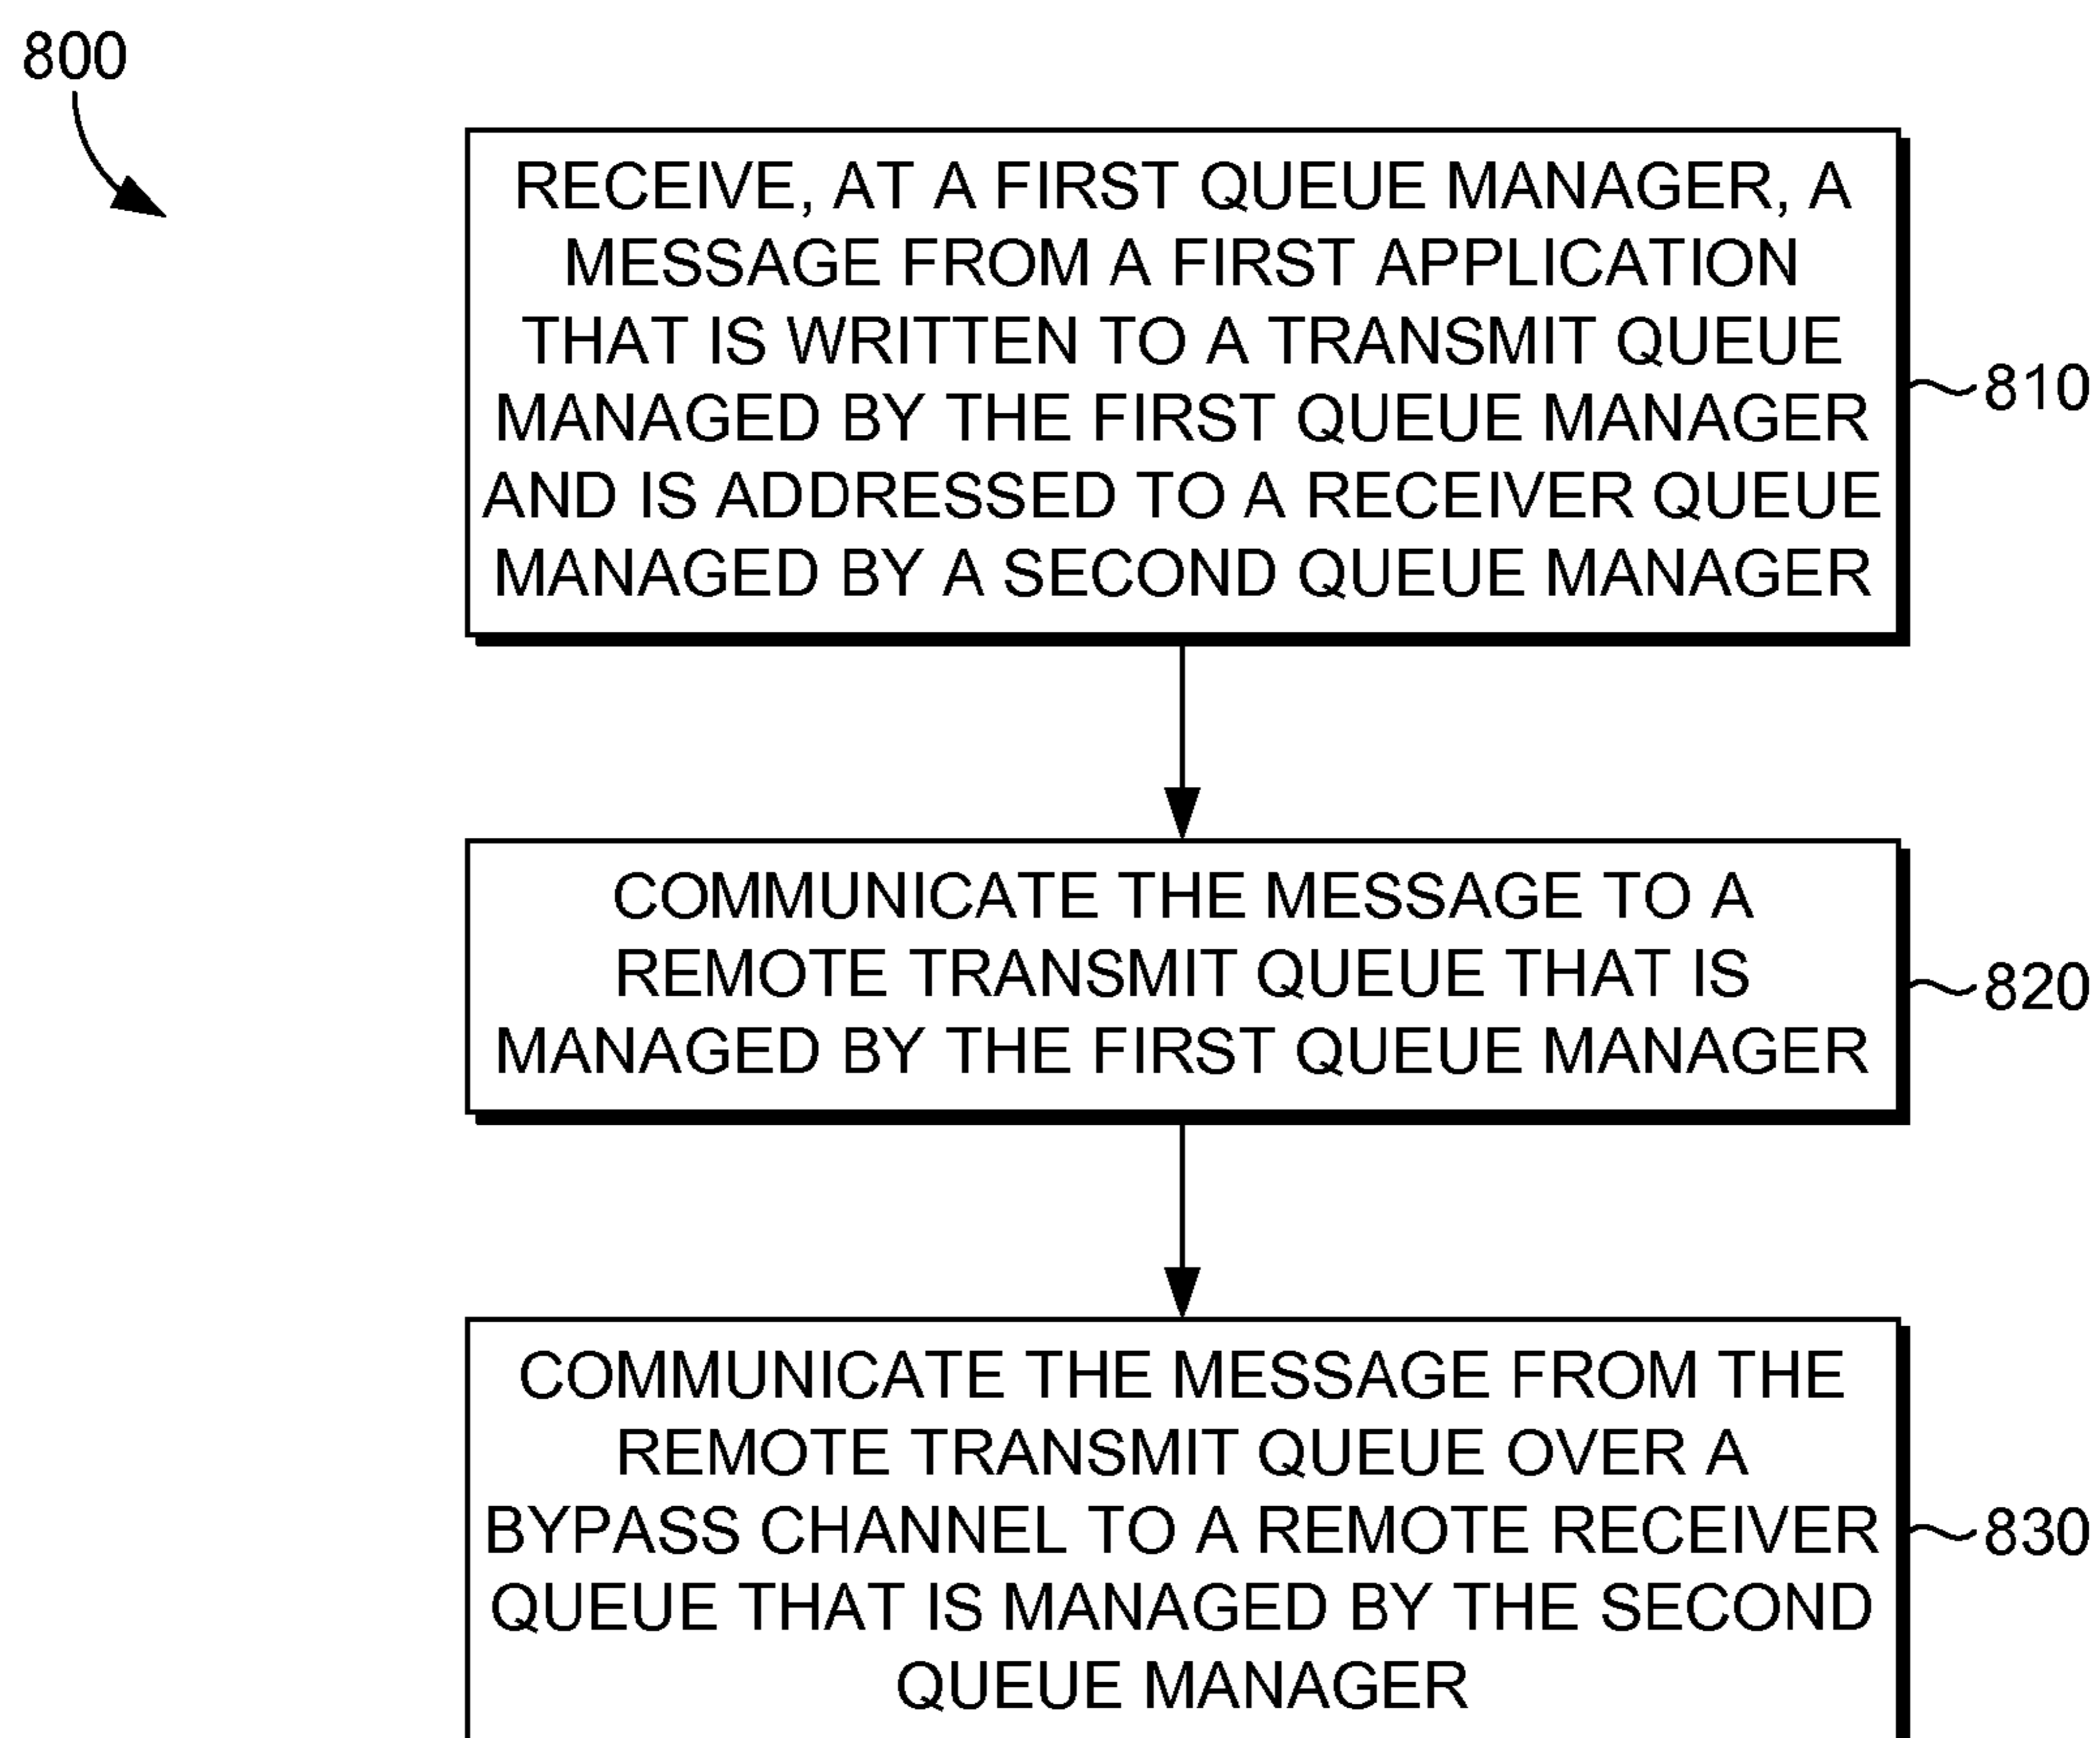 800
RECEIVE, AT A FIRST QUEUE MANAGER, A
MESSAGE FROM A FIRST APPLICATION
THAT IS WRITTEN TO A TRANSMIT QUEUE
MANAGED BY THE FIRST QUEUE MANAGER
AND IS ADDRESSED TO A RECEIVER QUEUE
MANAGED BY A SECOND QUEUE MANAGER
810
COMMUNICATE THE MESSAGE TO A
REMOTE TRANSMIT QUEUE THAT IS
MANAGED BY THE FIRST QUEUE MANAGER
820
COMMUNICATE THE MESSAGE FROM THE
REMOTE TRANSMIT QUEUE OVER A
BYPASS CHANNEL TO A REMOTE RECEIVER
QUEUE THAT IS MANAGED BY THE SECOND
QUEUE MANAGER
830